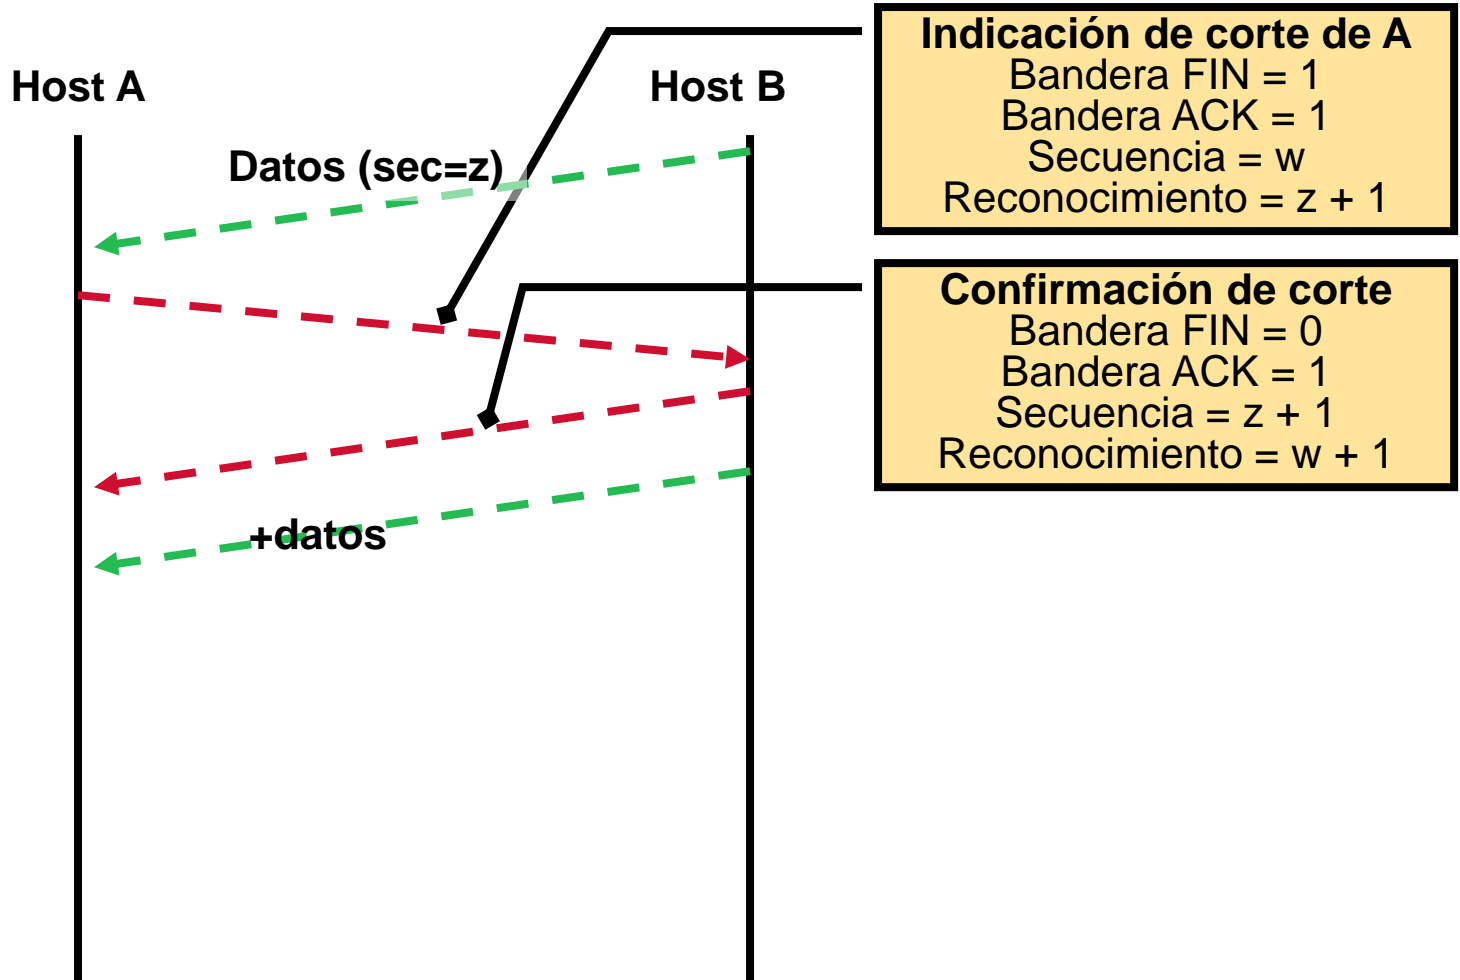 Host A
Host B
Datos (sec=z)
+datos
Indicación de corte de A
Bandera FIN = 1
Bandera ACK = 1
Secuencia = w
Reconocimiento = z + 1
Confirmación de corte
Bandera FIN = 0
Bandera ACK = 1
Secuencia = z + 1
Reconocimiento = w + 1